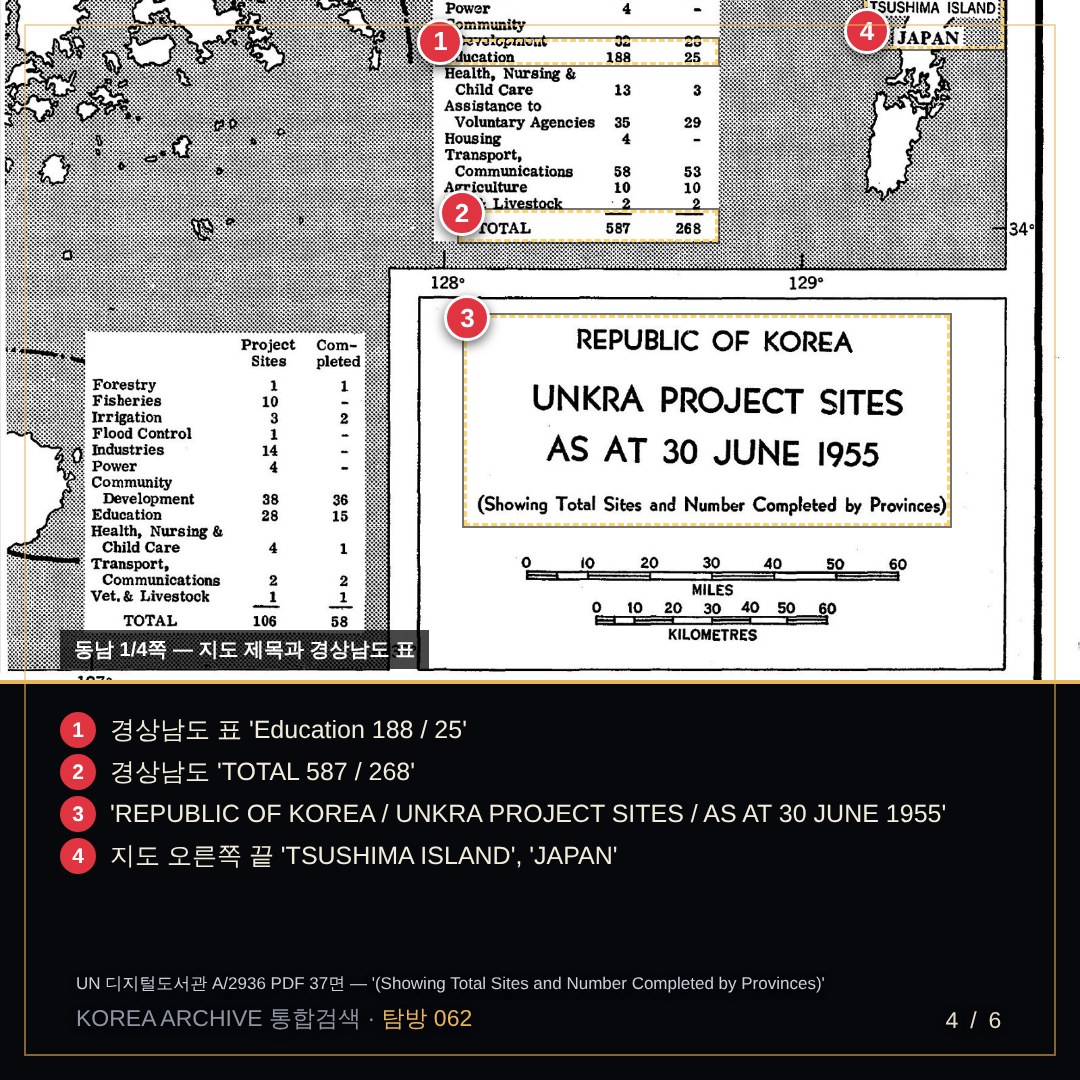 Power 4 –
Community
Development 32 28
Education 188 25
Health, Nursing &
Child Care 13 3
Assistance to
Voluntary Agencies 35 29
Housing 4 –
Transport,
Communications 58 53
Agriculture 10 10
& Livestock 2 2
TOTAL 587 268
TSUSHIMA ISLAND
JAPAN
1
2
3
4
34°
128° 129°
Project Com-
Sites pleted
Forestry 1 1
Fisheries 10 –
Irrigation 3 2
Flood Control 1 –
Industries 14 –
Power 4 –
Community
Development 38 36
Education 28 15
Health, Nursing &
Child Care 4 1
Transport,
Communications 2 2
Vet. & Livestock 1 1
TOTAL 106 58
REPUBLIC OF KOREA
UNKRA PROJECT SITES
AS AT 30 JUNE 1955
(Showing Total Sites and Number Completed by Provinces)
0 10 20 30 40 50 60
MILES
0 10 20 30 40 50 60
KILOMETRES
동남 1/4쪽 — 지도 제목과 경상남도 표
1 경상남도 표 'Education 188 / 25'
2 경상남도 'TOTAL 587 / 268'
3 'REPUBLIC OF KOREA / UNKRA PROJECT SITES / AS AT 30 JUNE 1955'
4 지도 오른쪽 끝 'TSUSHIMA ISLAND', 'JAPAN'
UN 디지털도서관 A/2936 PDF 37면 — '(Showing Total Sites and Number Completed by Provinces)'
KOREA ARCHIVE 통합검색 · 탐방 062
4 / 6